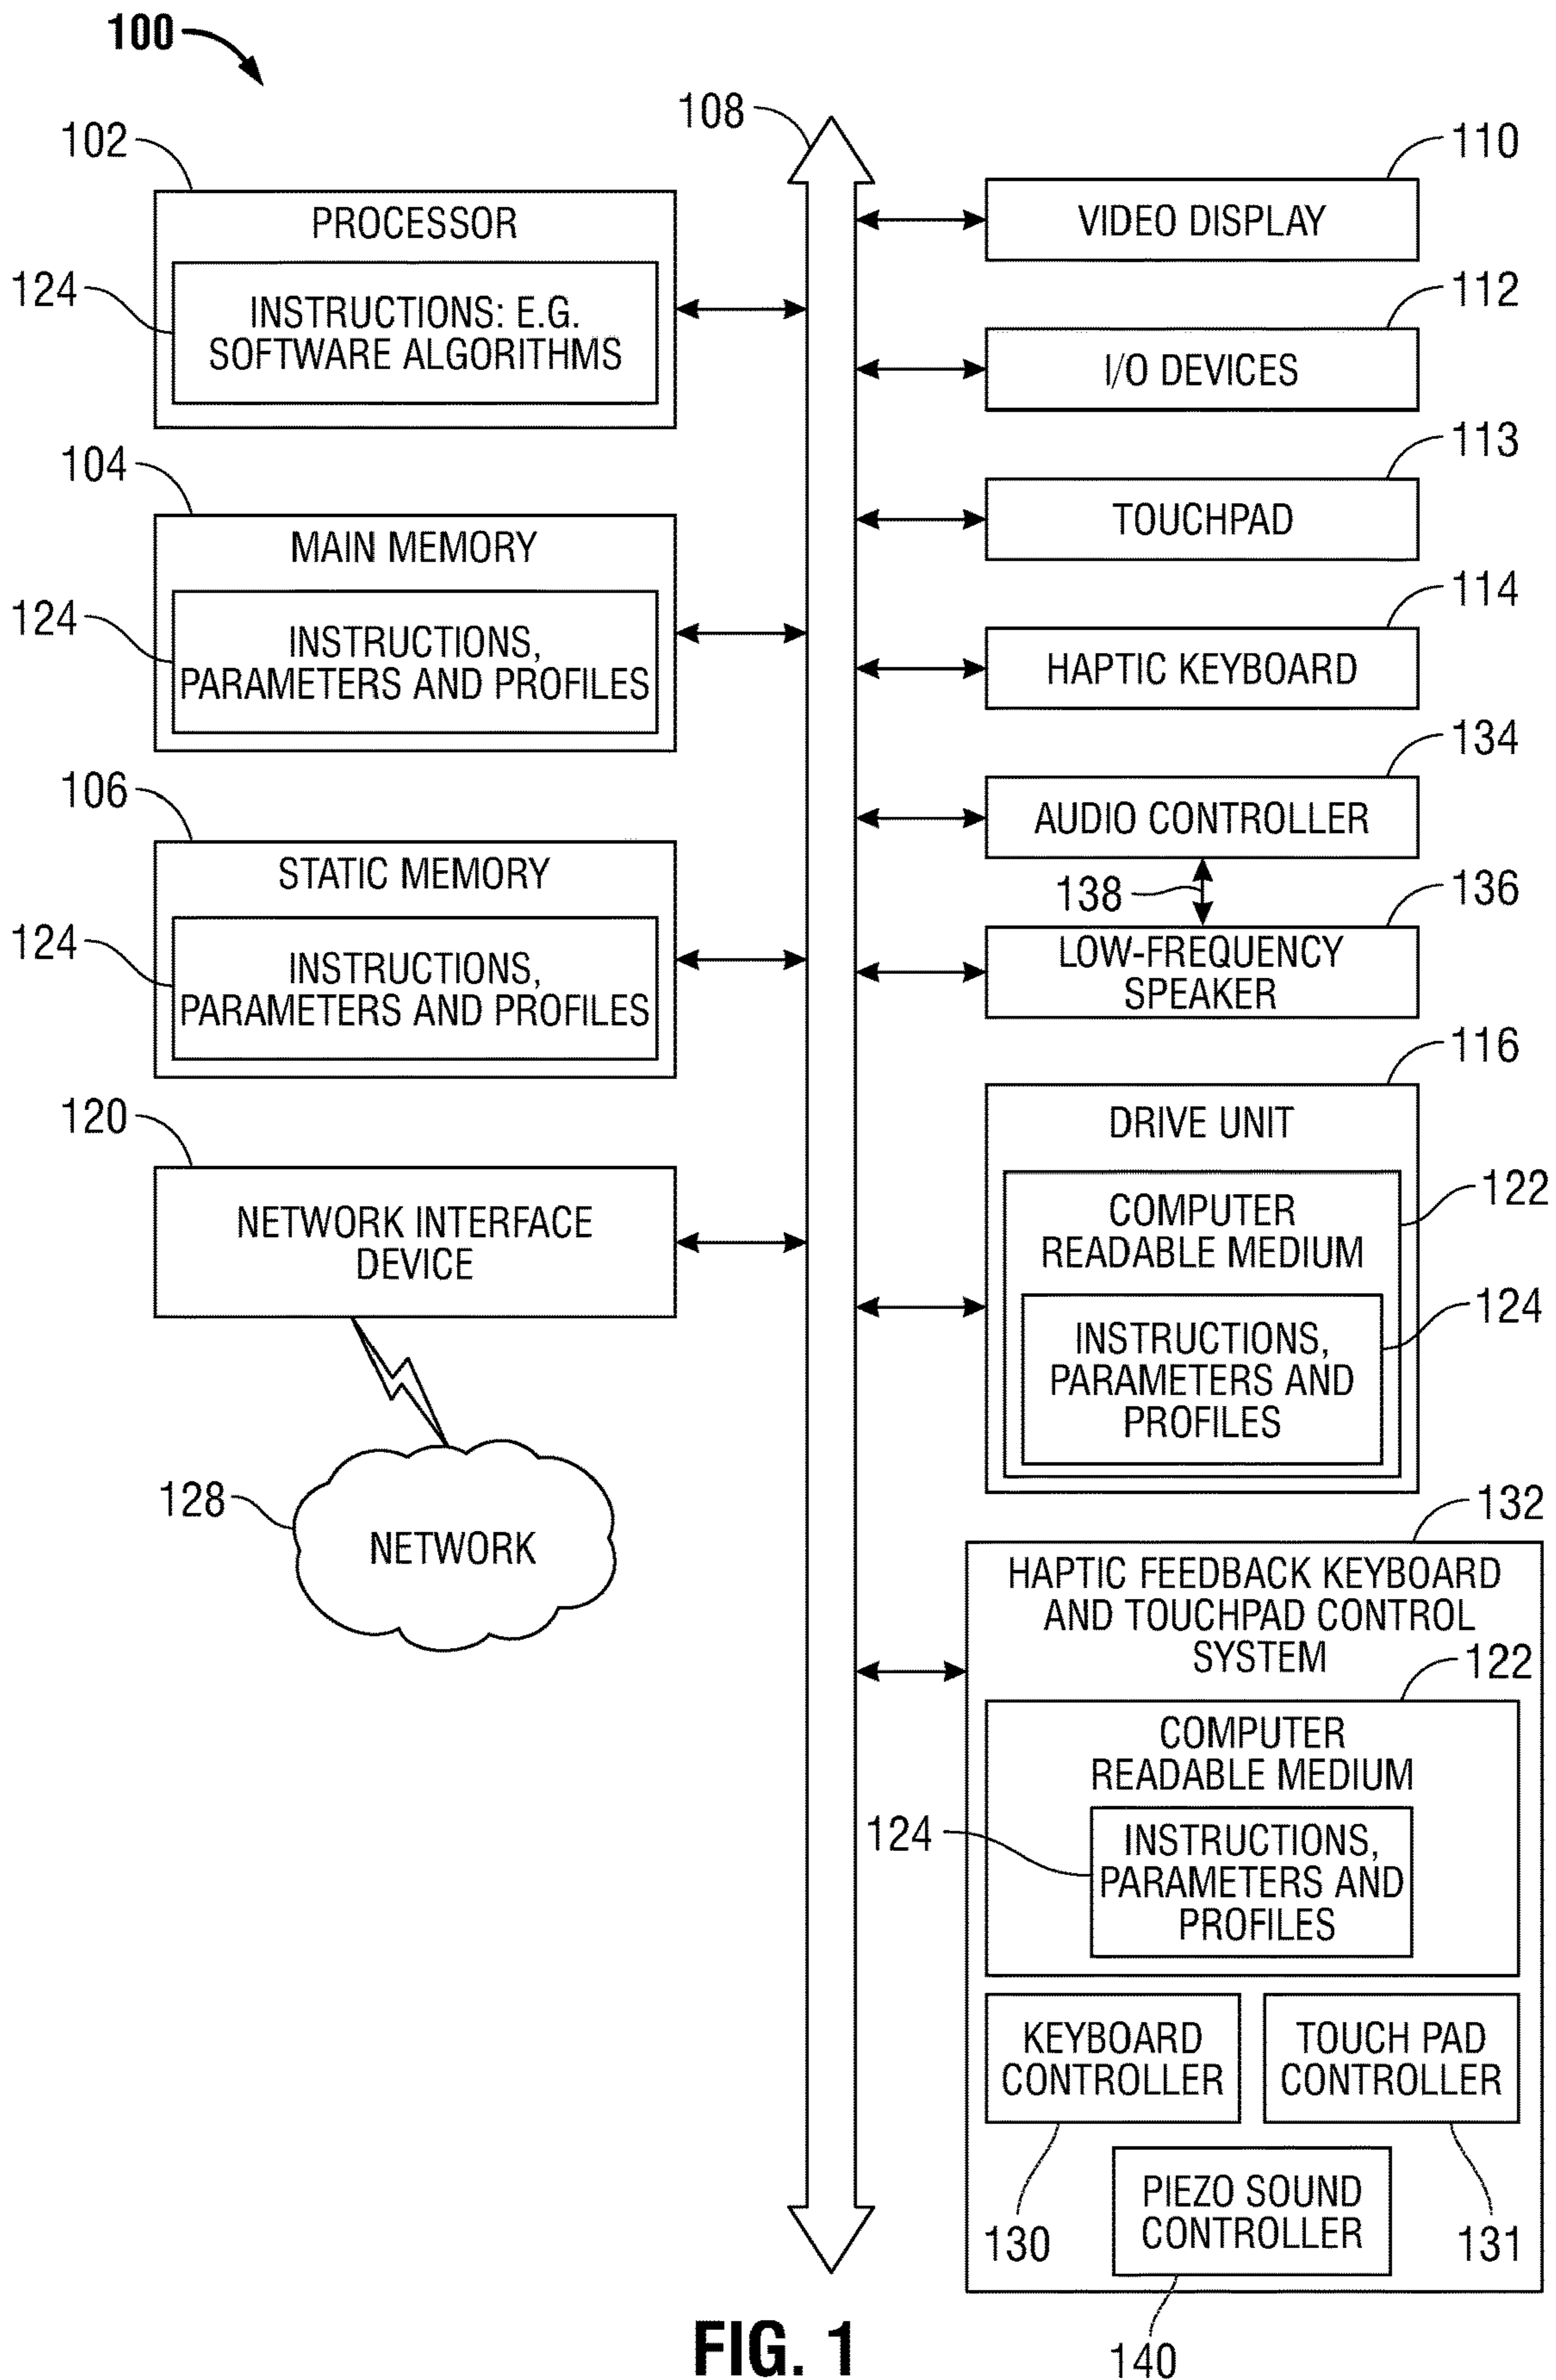 100
108
102
PROCESSOR
124
INSTRUCTIONS: E.G.
SOFTWARE ALGORITHMS
104
MAIN MEMORY
124
INSTRUCTIONS,
PARAMETERS AND PROFILES
106
STATIC MEMORY
124
INSTRUCTIONS,
PARAMETERS AND PROFILES
120
NETWORK INTERFACE
DEVICE
128
NETWORK
110
VIDEO DISPLAY
112
I/O DEVICES
113
TOUCHPAD
114
HAPTIC KEYBOARD
134
AUDIO CONTROLLER
138
136
LOW-FREQUENCY
SPEAKER
116
DRIVE UNIT
122
COMPUTER
READABLE MEDIUM
124
INSTRUCTIONS,
PARAMETERS AND
PROFILES
132
HAPTIC FEEDBACK KEYBOARD
AND TOUCHPAD CONTROL
SYSTEM
122
COMPUTER
READABLE MEDIUM
124
INSTRUCTIONS,
PARAMETERS AND
PROFILES
KEYBOARD
CONTROLLER
TOUCH PAD
CONTROLLER
130
PIEZO SOUND
CONTROLLER
131
140
FIG. 1